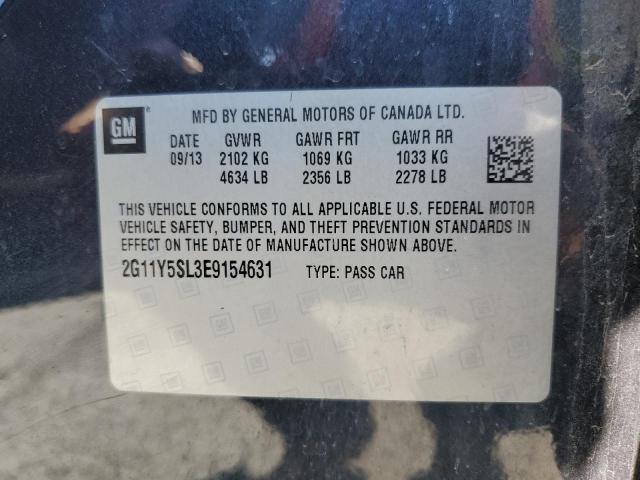 GM
MFD BY GENERAL MOTORS OF CANADA LTD.
DATE GVWR GAWR FRT GAWR RR
09/13 2102 KG 1069 KG 1033 KG
4634 LB 2356 LB 2278 LB
THIS VEHICLE CONFORMS TO ALL APPLICABLE U.S. FEDERAL MOTOR
VEHICLE SAFETY, BUMPER, AND THEFT PREVENTION STANDARDS IN
EFFECT ON THE DATE OF MANUFACTURE SHOWN ABOVE.
2G11Y5SL3E9154631 TYPE: PASS CAR